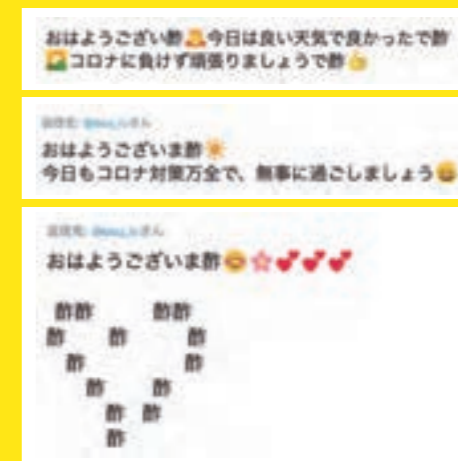 おはようござい酢🙇今日は良い天気で良かったで酢
🌄コロナに負けず頑張りましょうで酢👍
おはようございま酢☀️
今日もコロナ対策万全で、無事に過ごしましょう😀
おはようございま酢😊🌸💕💕💕
酢酢 酢酢
酢 酢 酢
酢 酢
酢 酢
酢 酢
酢